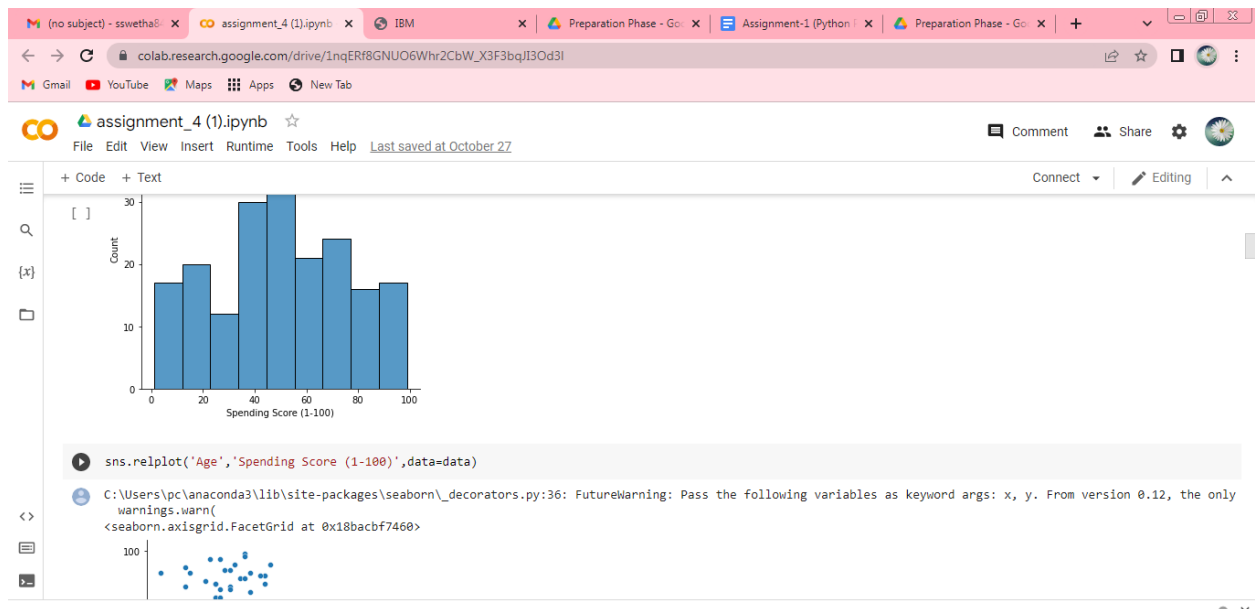 (no subject) - sswetha8
assignment_4 (1).ipynb
IBM
Preparation Phase - Goo
Assignment-1 (Python
Preparation Phase - Goo
colab.research.google.com/drive/1nqERf8GNUO6Whr2CbW_X3F3bqJI3Od3I
Gmail YouTube Maps Apps New Tab
CO assignment_4 (1).ipynb
Comment Share
File Edit View Insert Runtime Tools Help Last saved at October 27
+ Code + Text Connect Editing
[ ]
30
20
10
0
Count
0 20 40 60 80 100
Spending Score (1-100)
{x}
sns.relplot('Age','Spending Score (1-100)',data=data)
C:\Users\pc\anaconda3\lib\site-packages\seaborn\_decorators.py:36: FutureWarning: Pass the following variables as keyword args: x, y. From version 0.12, the only
warnings.warn(
<seaborn.axisgrid.FacetGrid at 0x18bacbf7460>
100